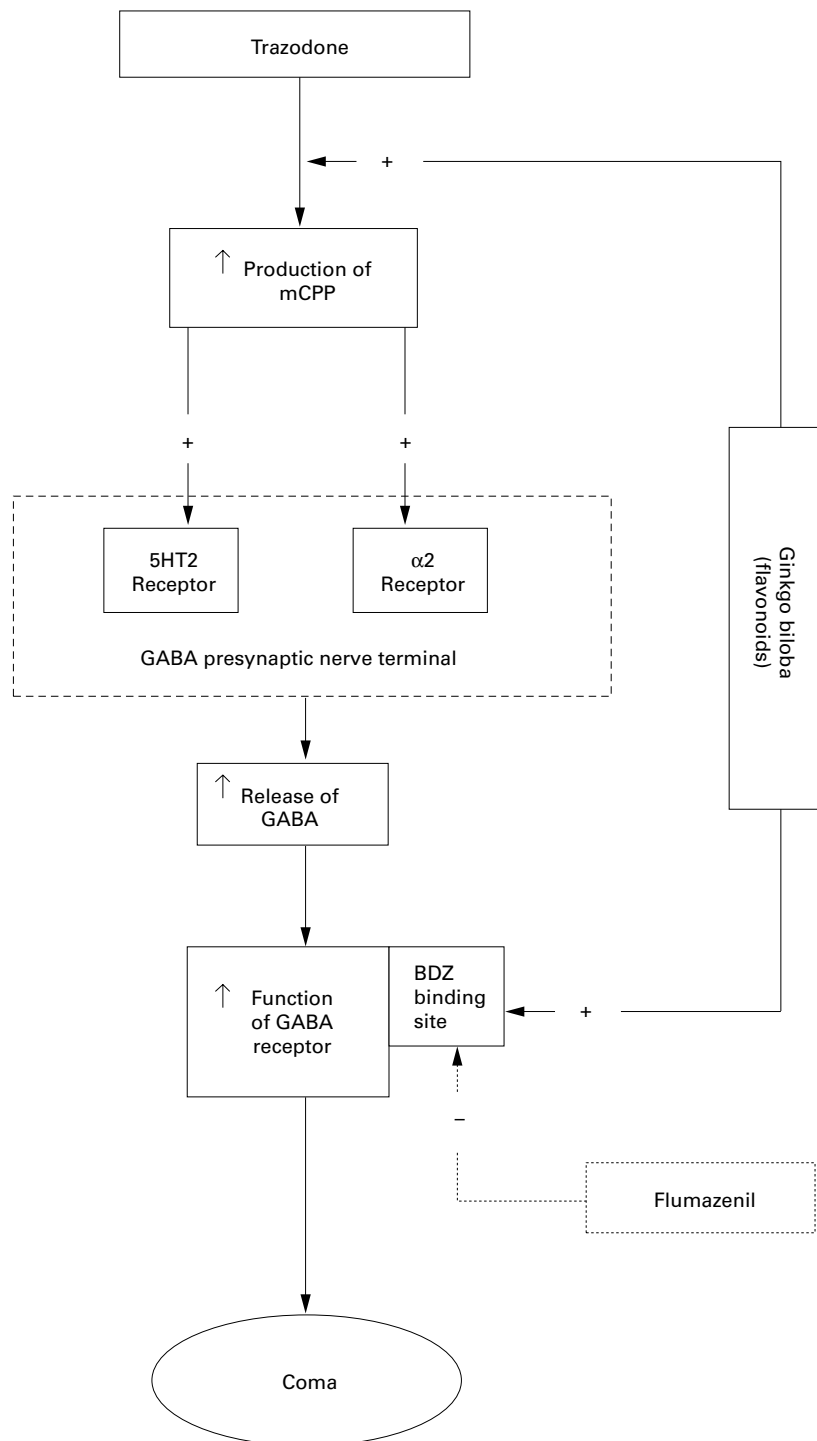 Trazodone
+
↑ Production of
mCPP
+ +
5HT2
Receptor
α2
Receptor
GABA presynaptic nerve terminal
Ginkgo biloba
(flavonoids)
↑ Release of
GABA
↑ Function
of GABA
receptor
BDZ
binding
site
+
–
Flumazenil
Coma